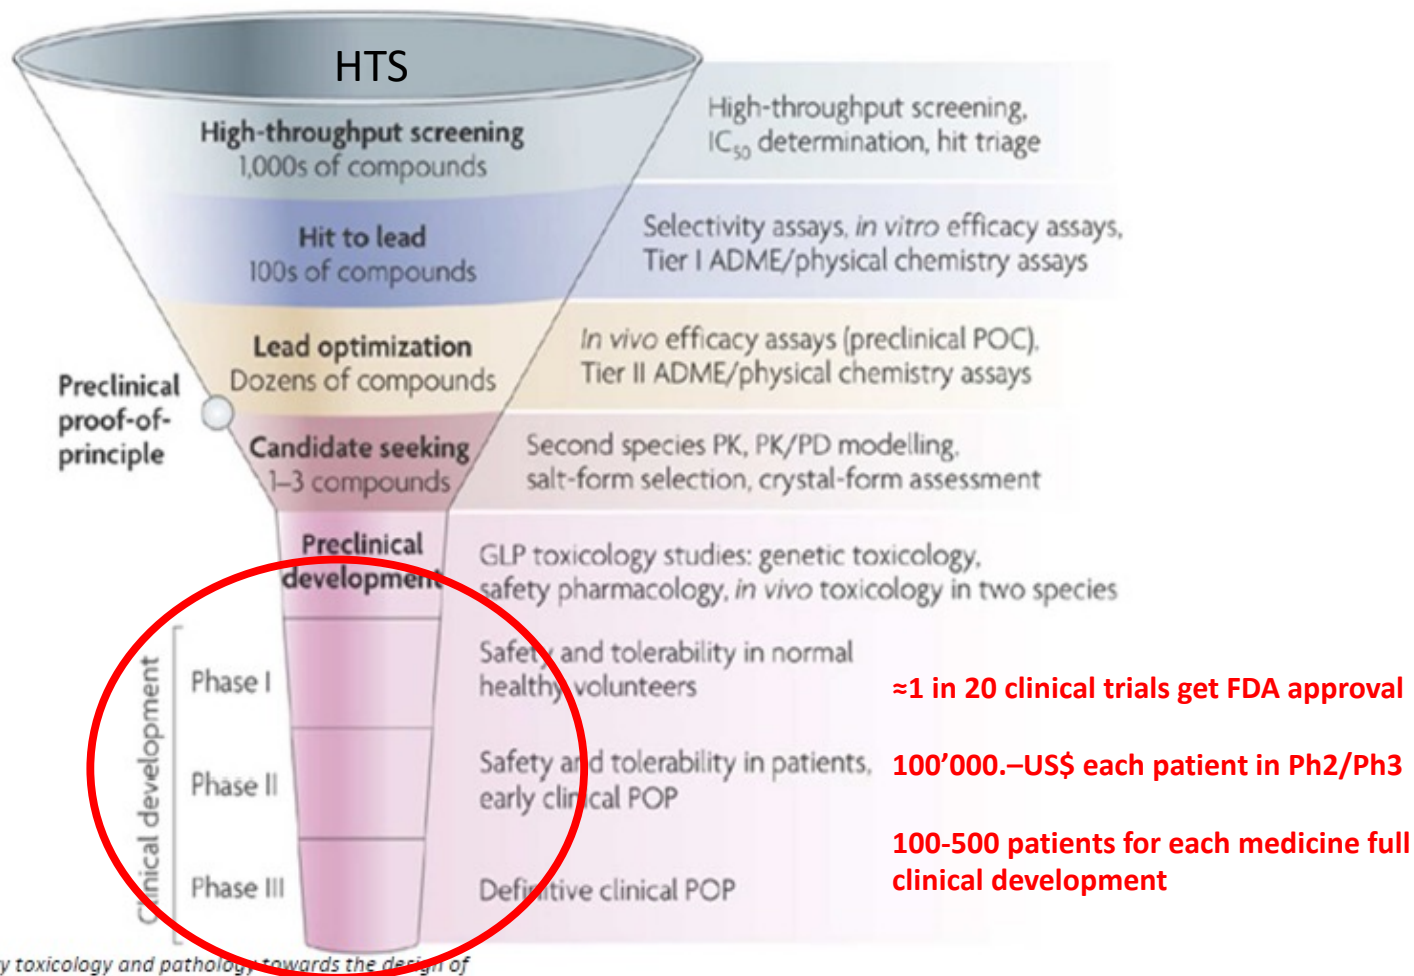 HTS
High-throughput screening
1,000s of compounds
High-throughput screening,
IC₅₀ determination, hit triage
Hit to lead
100s of compounds
Selectivity assays, in vitro efficacy assays,
Tier I ADME/physical chemistry assays
Lead optimization
Dozens of compounds
In vivo efficacy assays (preclinical POC),
Tier II ADME/physical chemistry assays
Preclinical
proof-of-
principle
Candidate seeking
1–3 compounds
Second species PK, PK/PD modelling,
salt-form selection, crystal-form assessment
Preclinical
development
GLP toxicology studies: genetic toxicology,
safety pharmacology, in vivo toxicology in two species
Clinical development
Phase I
Safety and tolerability in normal
healthy volunteers
≈1 in 20 clinical trials get FDA approval
Phase II
Safety and tolerability in patients,
early clinical POP
100’000.–US$ each patient in Ph2/Ph3
Phase III
Definitive clinical POP
100-500 patients for each medicine full
clinical development
y toxicology and pathology towards the design of